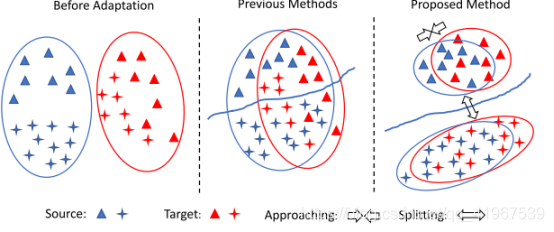 Before Adaptation
Previous Methods
Proposed Method
Source:
Target:
Approaching:
Splitting: